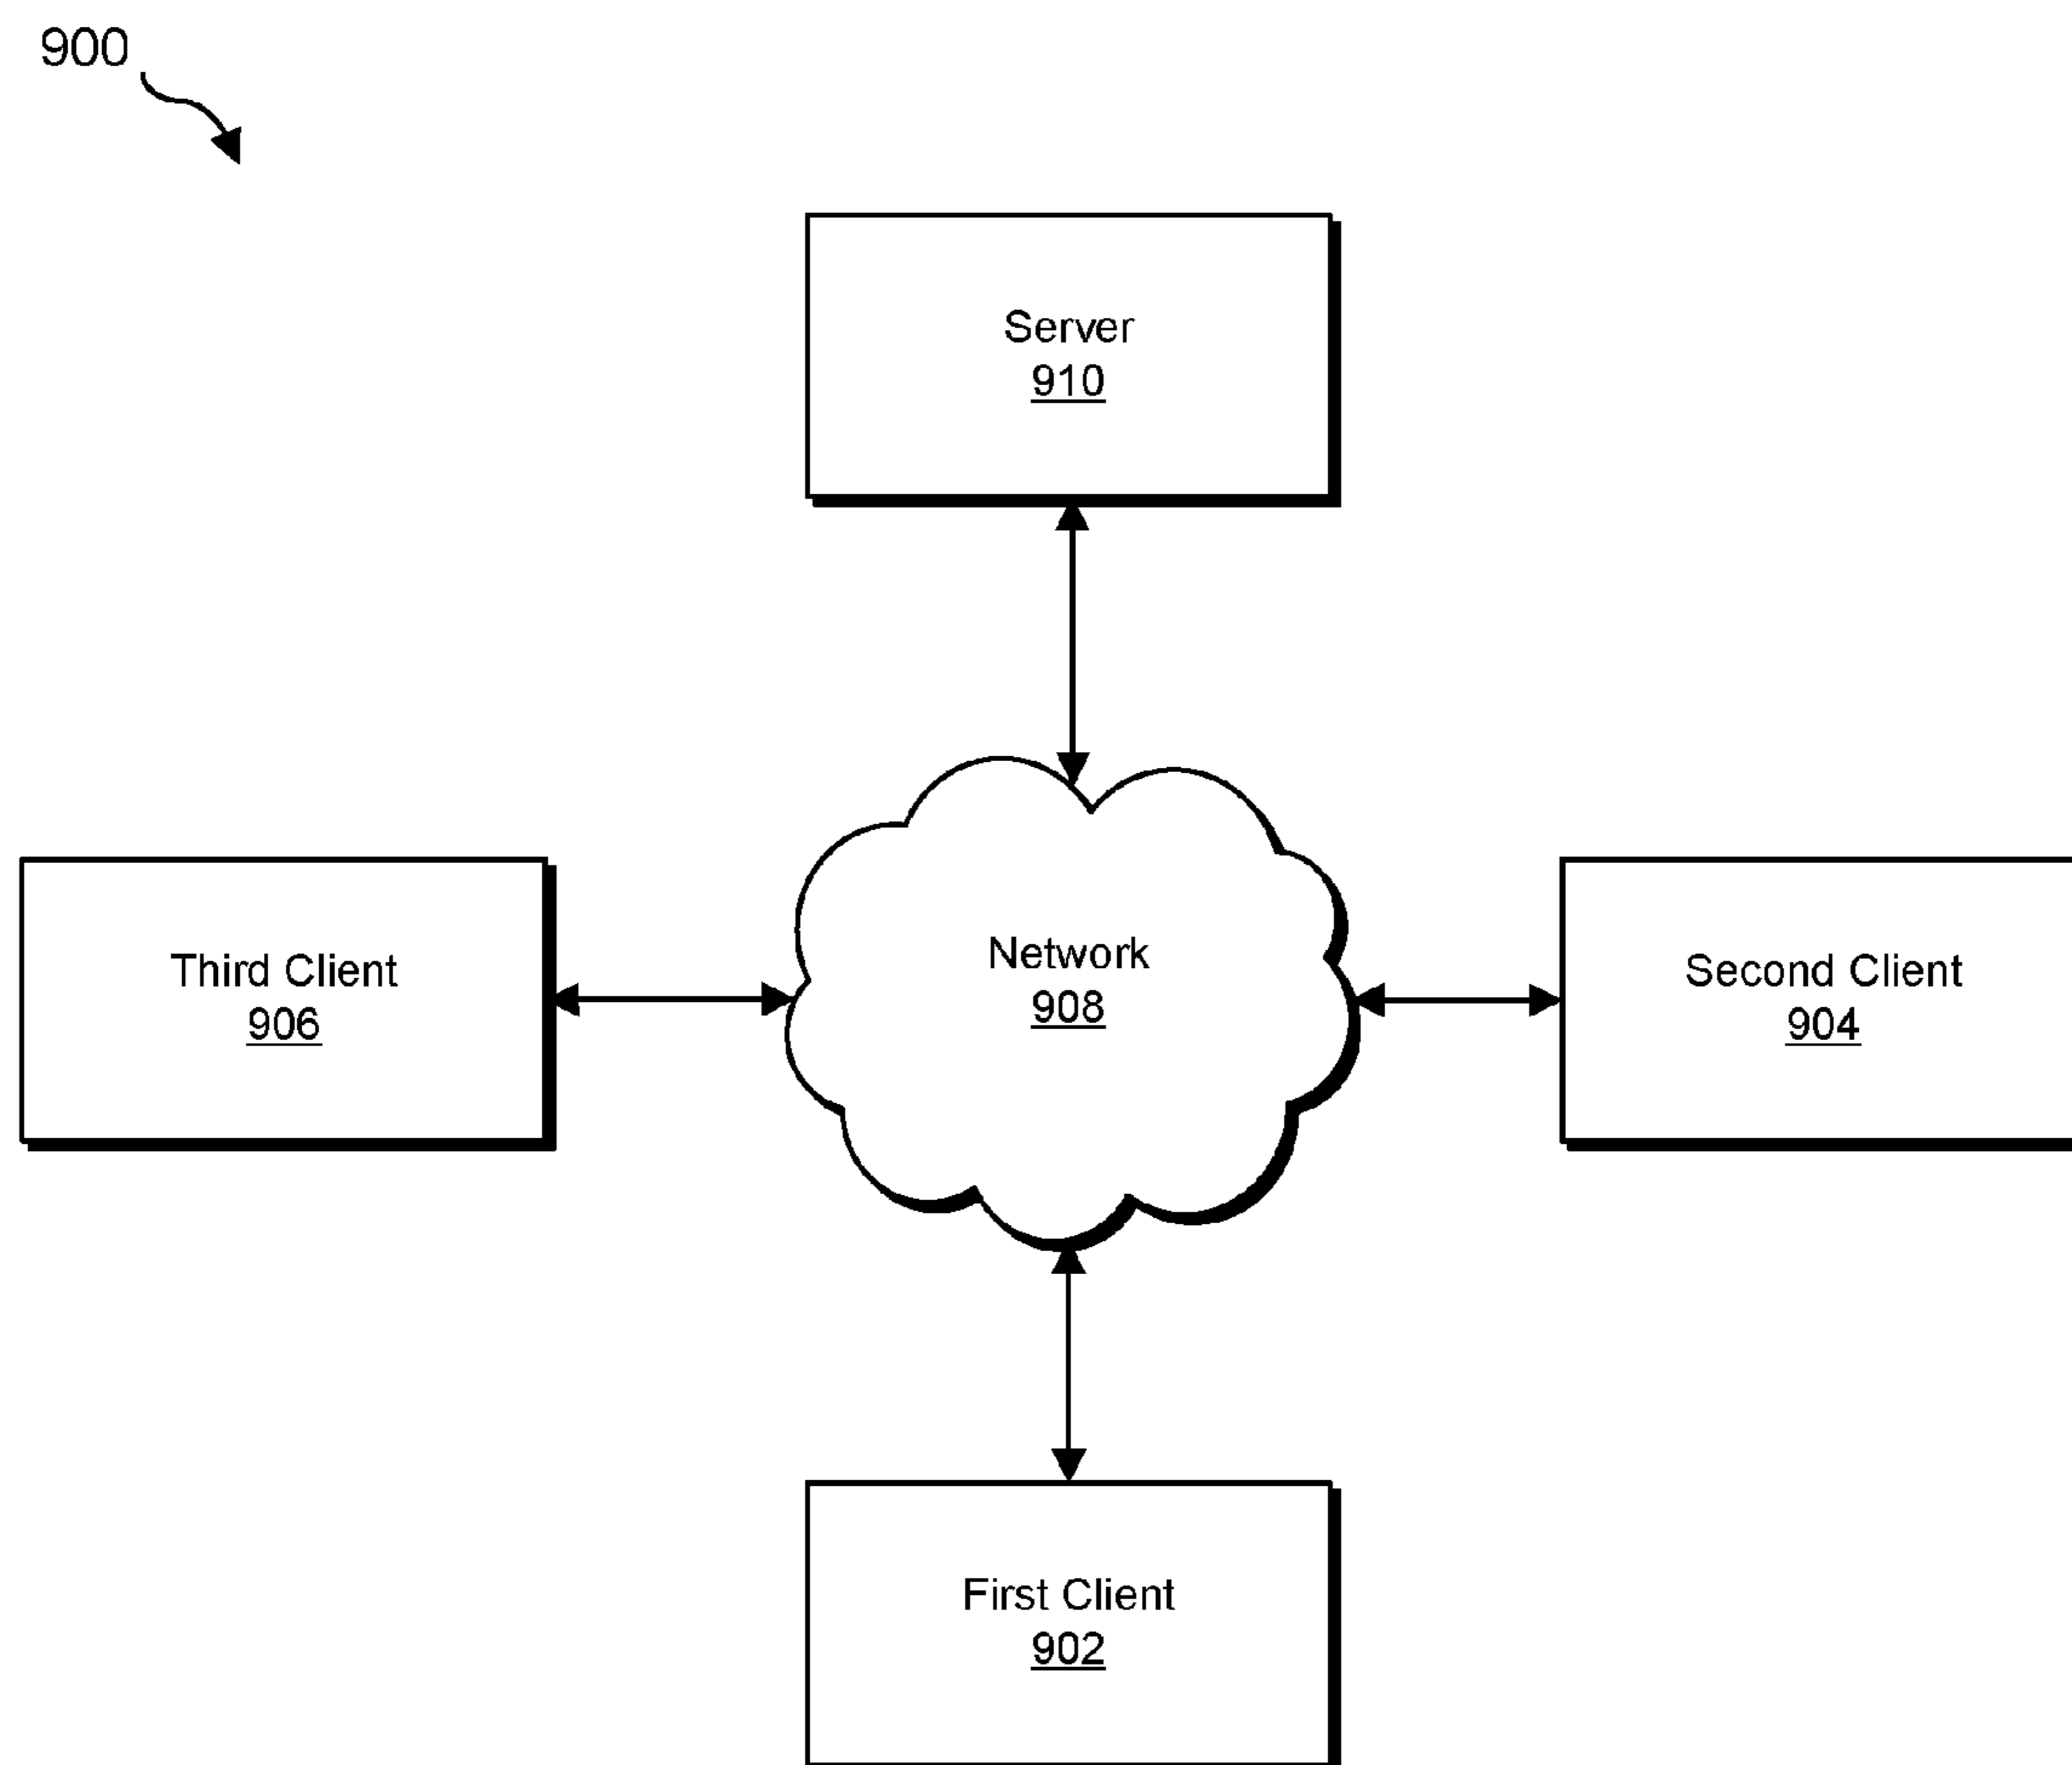 900
Server
910
Network
908
Third Client
906
Second Client
904
First Client
902